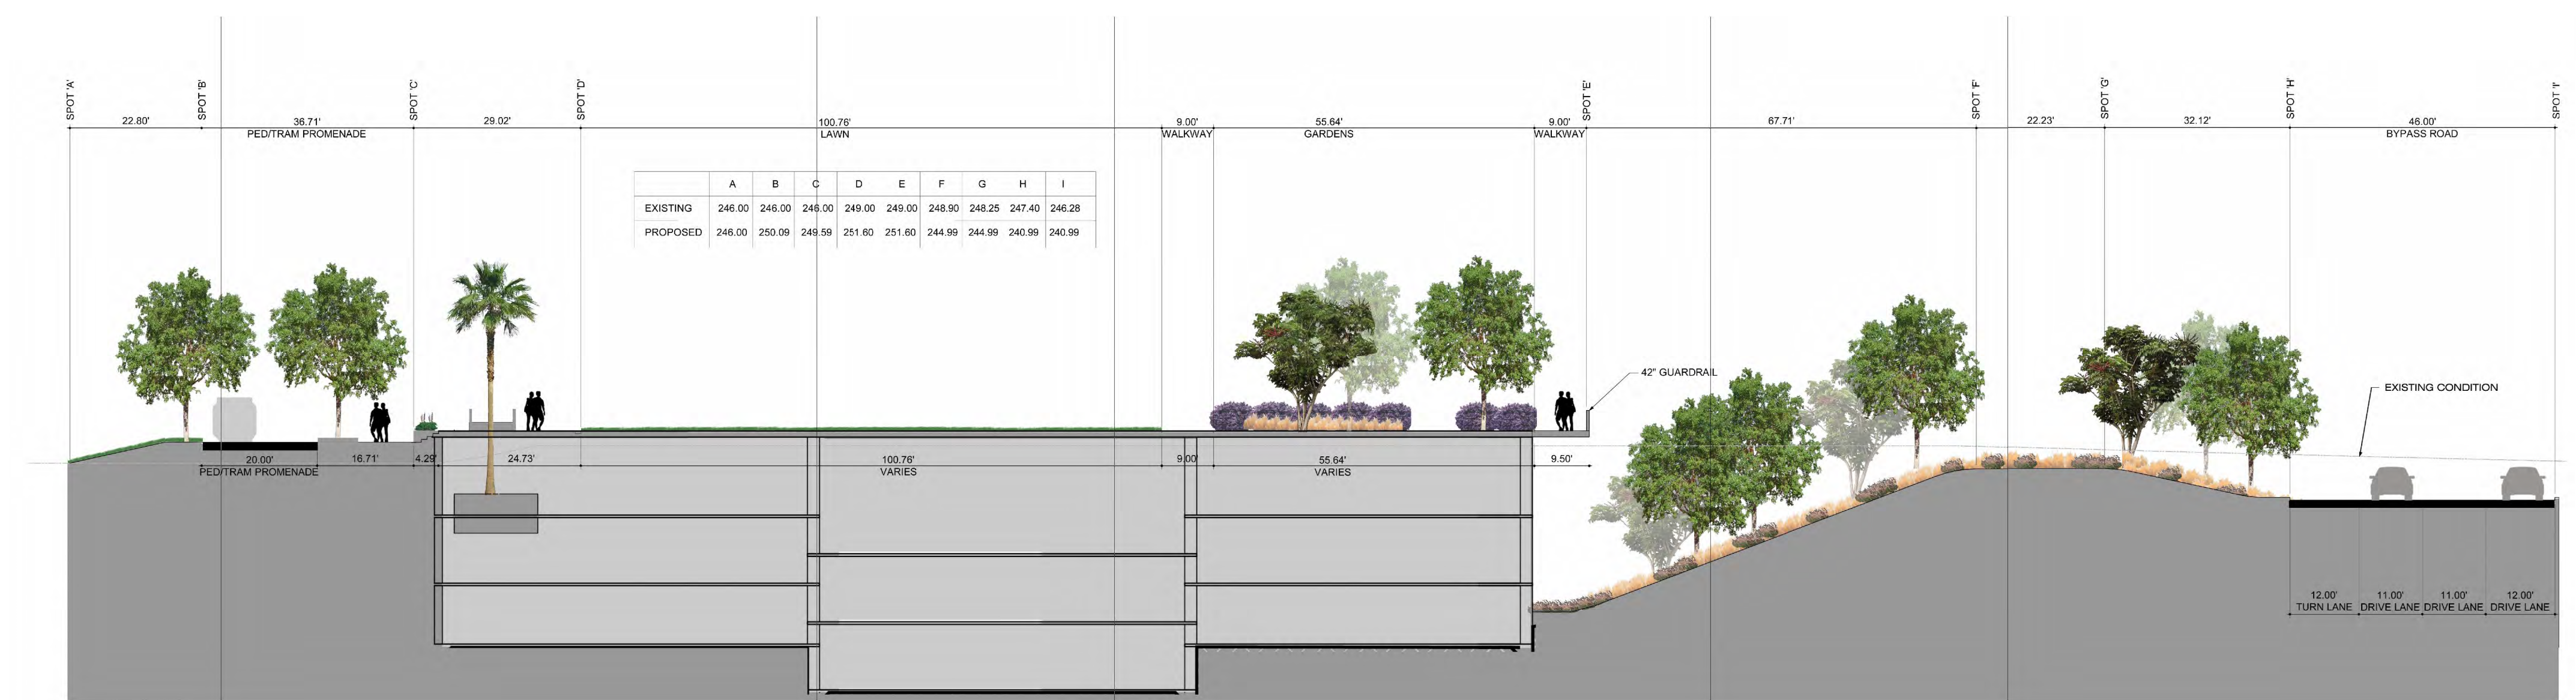 SPOT 'A'
SPOT 'B'
SPOT 'C'
SPOT 'D'
SPOT 'E'
SPOT 'F'
SPOT 'G'
SPOT 'H'
SPOT 'I'
22.80'
36.71'
PED/TRAM PROMENADE
29.02'
100.76'
LAWN
9.00'
WALKWAY
55.64'
GARDENS
9.00'
WALKWAY
67.71'
22.23'
32.12'
46.00'
BYPASS ROAD
A B C D E F G H I
EXISTING 246.00 246.00 246.00 249.00 249.00 248.90 248.25 247.40 246.28
PROPOSED 246.00 250.09 249.59 251.60 251.60 244.99 244.99 240.99 240.99
42" GUARDRAIL
EXISTING CONDITION
20.00'
PED/TRAM PROMENADE
16.71'
4.29'
24.73'
100.76'
VARIES
9.00'
55.64'
VARIES
9.50'
12.00'
TURN LANE
11.00'
DRIVE LANE
11.00'
DRIVE LANE
12.00'
DRIVE LANE